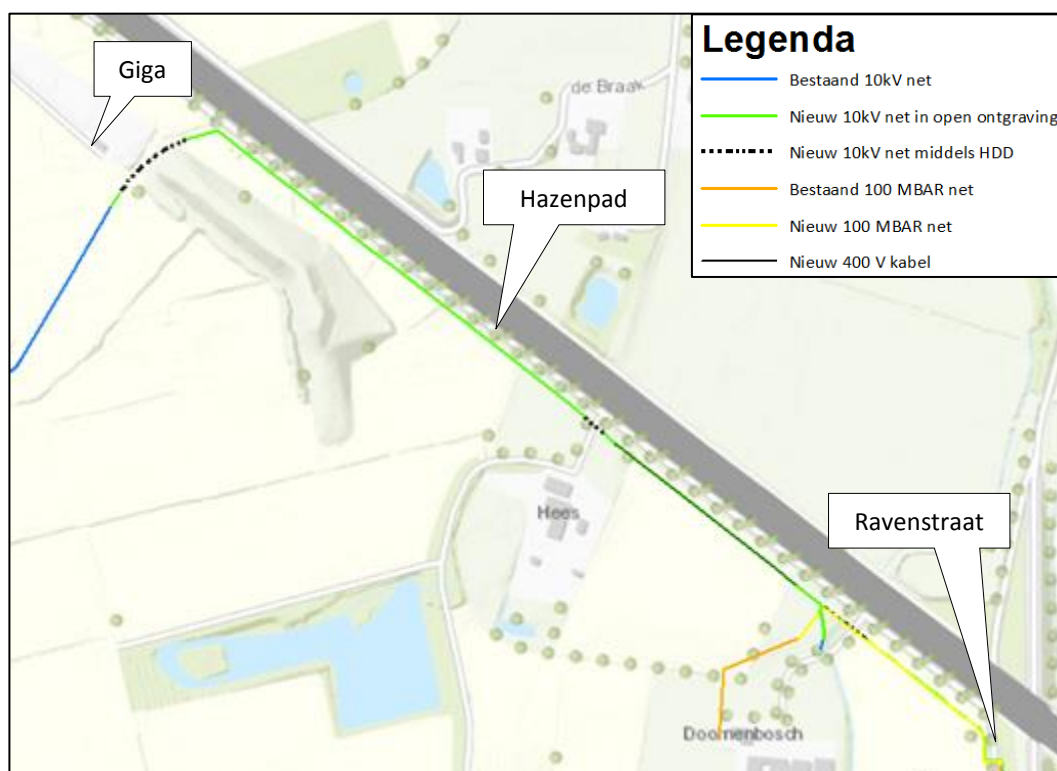 Legenda
Bestaand 10kV net
Nieuw 10kV net in open ontgraving
Nieuw 10kV net middels HDD
Bestaand 100 MBAR net
Nieuw 100 MBAR net
Nieuw 400 V kabel
Giga
de Braak
Hazenpad
Hees
Ravenstraat
Doornenbosch